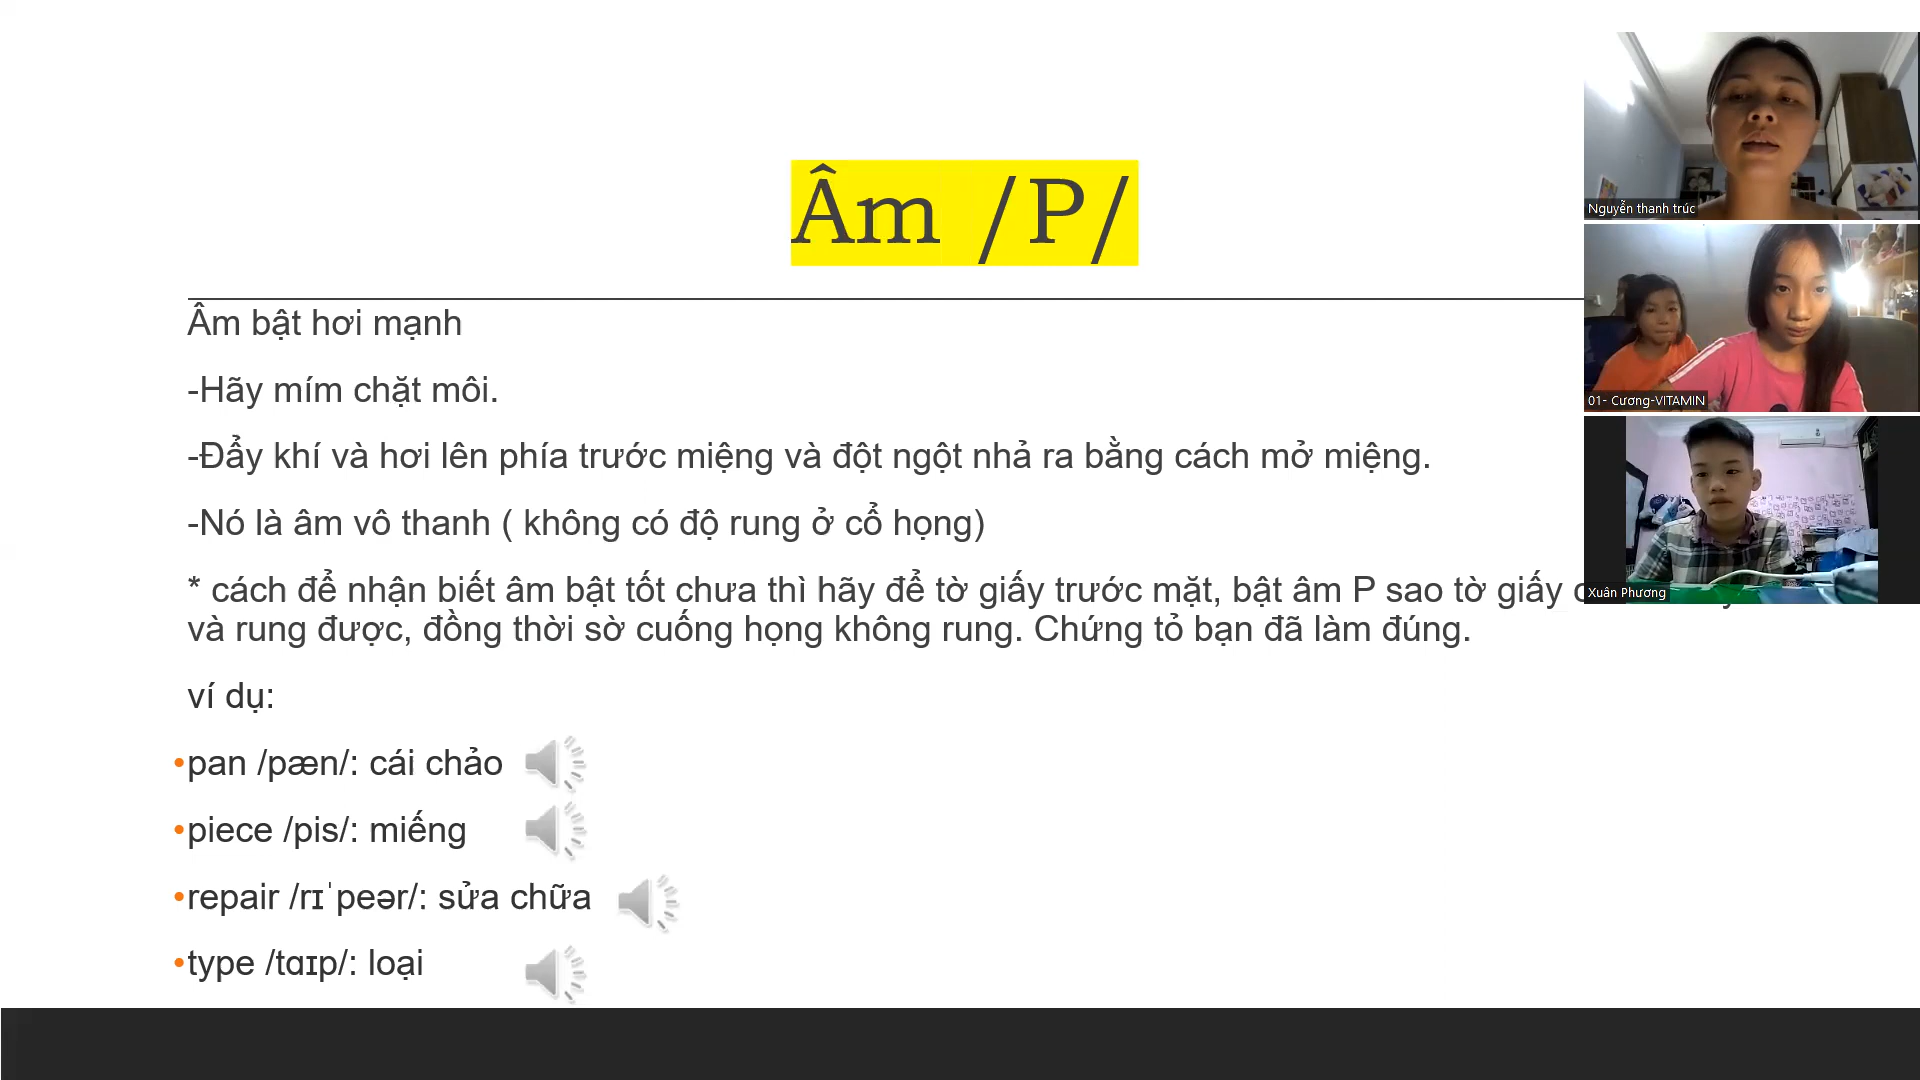 Âm /P/
Âm bật hơi mạnh
-Hãy mím chặt môi.
-Đẩy khí và hơi lên phía trước miệng và đột ngột nhả ra bằng cách mở miệng.
-Nó là âm vô thanh ( không có độ rung ở cổ họng)
* cách để nhận biết âm bật tốt chưa thì hãy để tờ giấy trước mặt, bật âm P sao tờ giấy
và rung được, đồng thời sờ cuống họng không rung. Chứng tỏ bạn đã làm đúng.
ví dụ:
•pan /pæn/: cái chảo
•piece /pis/: miếng
•repair /rɪˈpeər/: sửa chữa
•type /tɑɪp/: loại
Nguyễn thanh trúc
01- Cương-VITAMIN
Xuân Phương